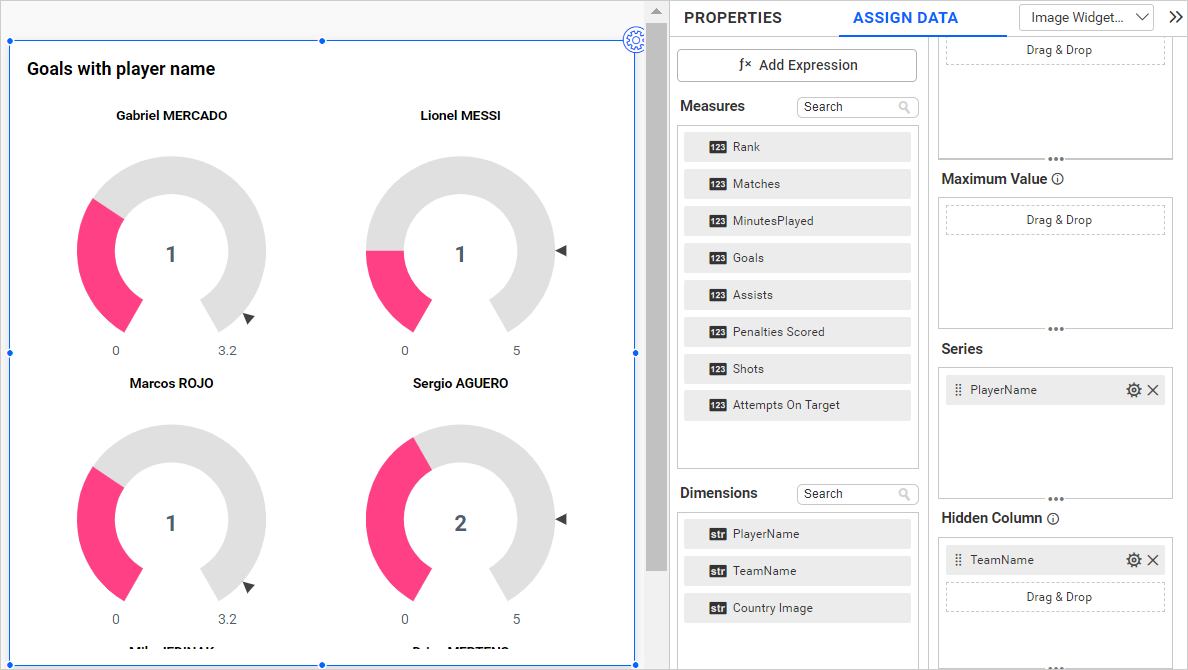 PROPERTIES
ASSIGN DATA
Image Widget...
Goals with player name
Gabriel MERCADO
1
0
3.2
Lionel MESSI
1
0
5
Marcos ROJO
1
0
3.2
Sergio AGUERO
2
0
5
ƒ× Add Expression
Measures
Search
123 Rank
123 Matches
123 MinutesPlayed
123 Goals
123 Assists
123 Penalties Scored
123 Shots
123 Attempts On Target
Dimensions
Search
str PlayerName
str TeamName
str Country Image
Drag & Drop
Maximum Value
Drag & Drop
Series
PlayerName
Hidden Column
TeamName
Drag & Drop